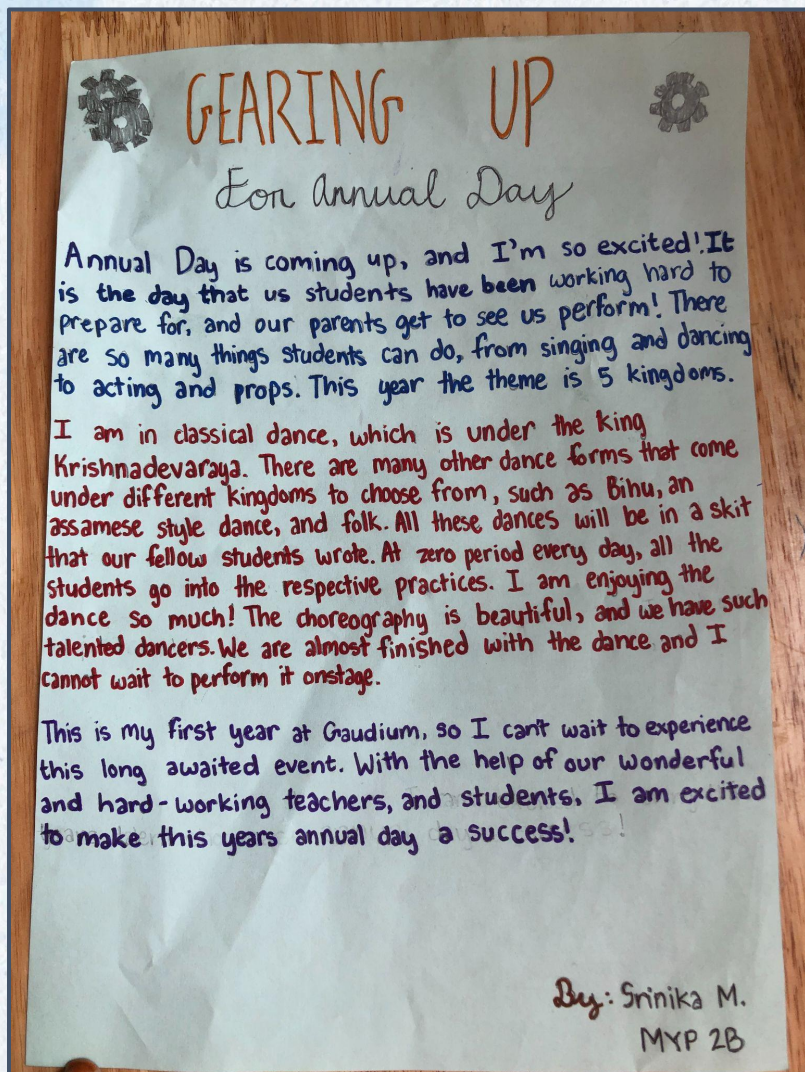 GEARING UP
For Annual Day
Annual Day is coming up, and I'm so excited! It
is the day that us students have been working hard to
prepare for, and our parents get to see us perform! There
are so many things students can do, from singing and dancing
to acting and props. This year the theme is 5 kingdoms.
I am in classical dance, which is under the king
Krishnadevaraya. There are many other dance forms that come
under different kingdoms to choose from, such as Bihu, an
assamese style dance, and folk. All these dances will be in a skit
that our fellow students wrote. At zero period every day, all the
students go into the respective practices. I am enjoying the
dance so much! The choreography is beautiful, and we have such
talented dancers. We are almost finished with the dance and I
cannot wait to perform it onstage.
This is my first year at Gaudium, so I can't wait to experience
this long awaited event. With the help of our wonderful
and hard-working teachers, and students, I am excited
to make this years annual day a success!
By: Srinika M.
MYP 2B